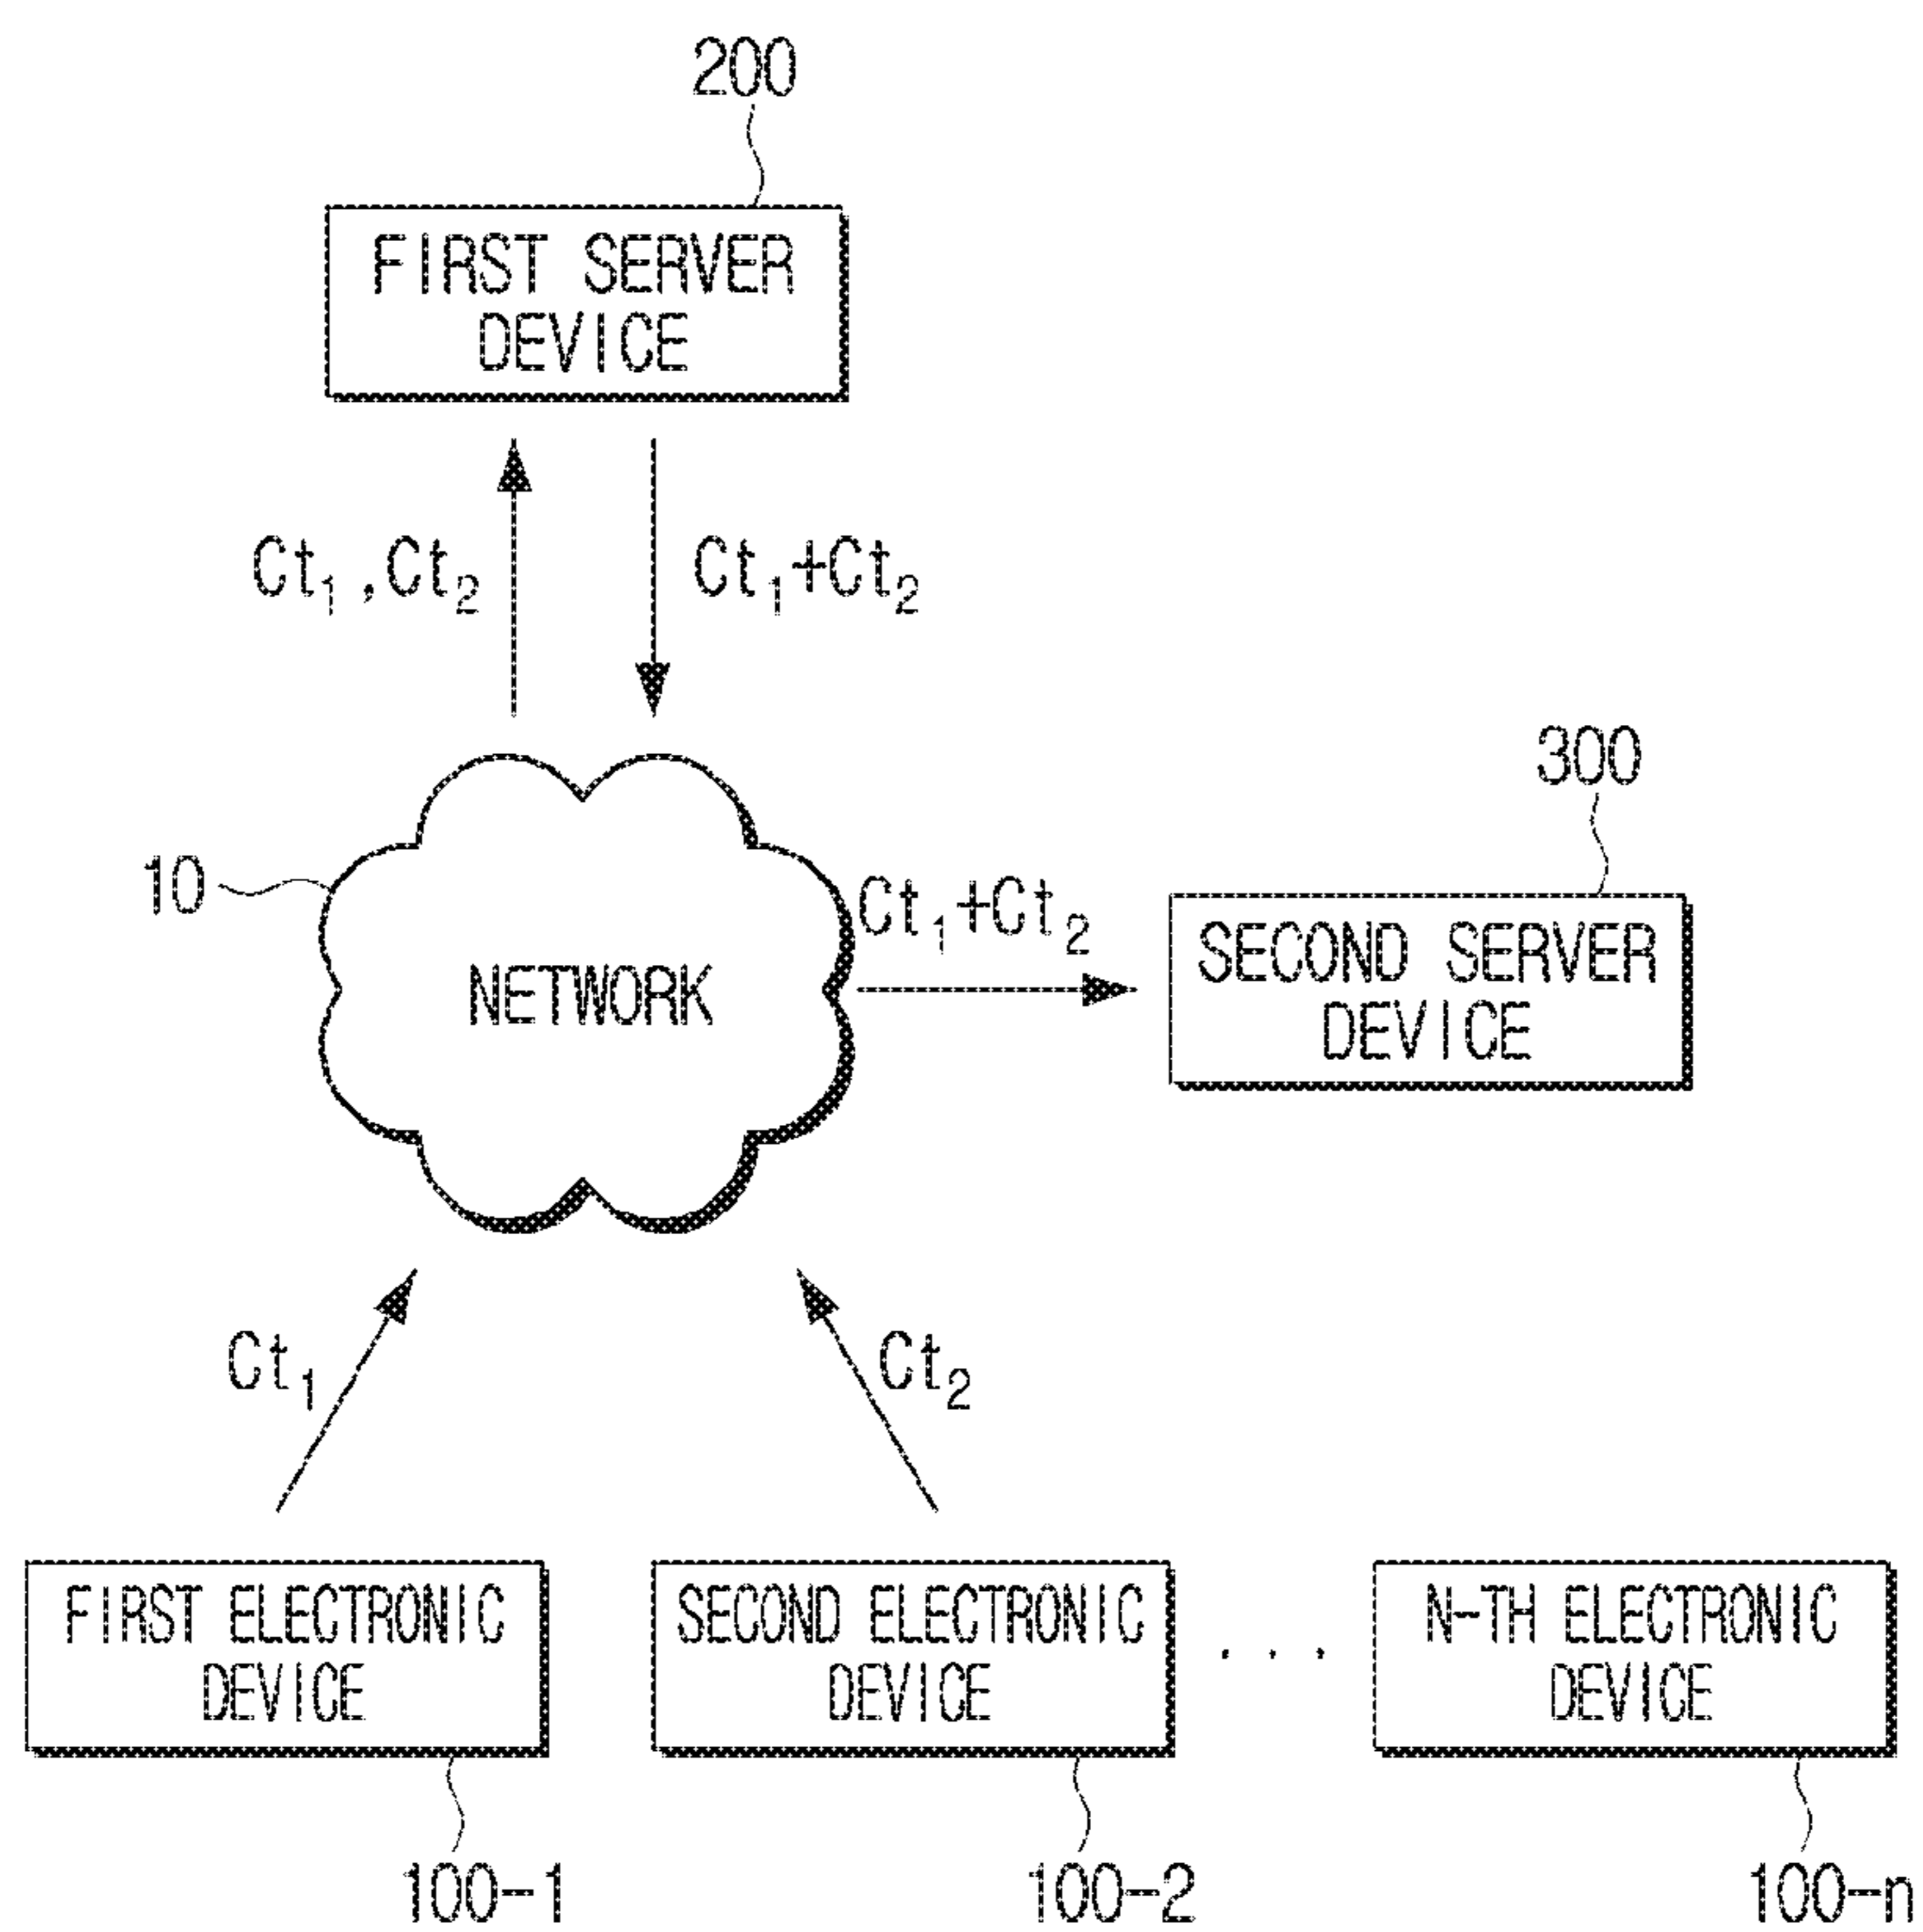 200
FIRST SERVER
DEVICE
Ct₁,Ct₂
Ct₁+Ct₂
300
10
Ct₁+Ct₂
SECOND SERVER
DEVICE
NETWORK
Ct₁
Ct₂
FIRST ELECTRONIC
DEVICE
SECOND ELECTRONIC
DEVICE
. . .
N-TH ELECTRONIC
DEVICE
100-1
100-2
100-n